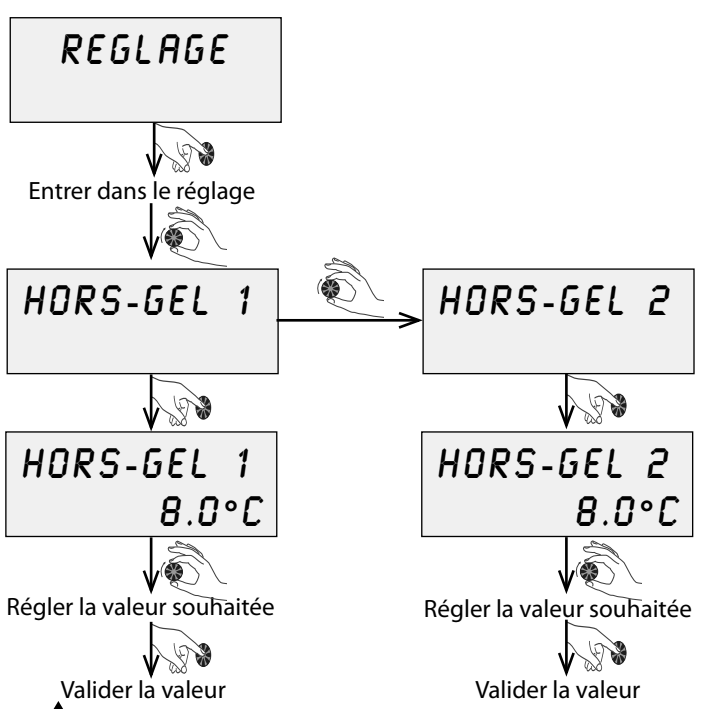 REGLAGE
Entrer dans le réglage
HORS-GEL 1
HORS-GEL 2
HORS-GEL 1
8.0°C
HORS-GEL 2
8.0°C
Régler la valeur souhaitée
Régler la valeur souhaitée
Valider la valeur
Valider la valeur